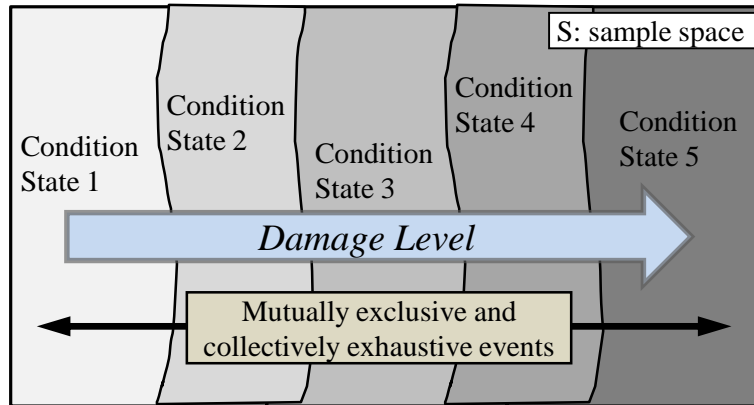 S: sample space
Condition
State 1
Condition
State 2
Condition
State 3
Condition
State 4
Condition
State 5
Damage Level
Mutually exclusive and
collectively exhaustive events